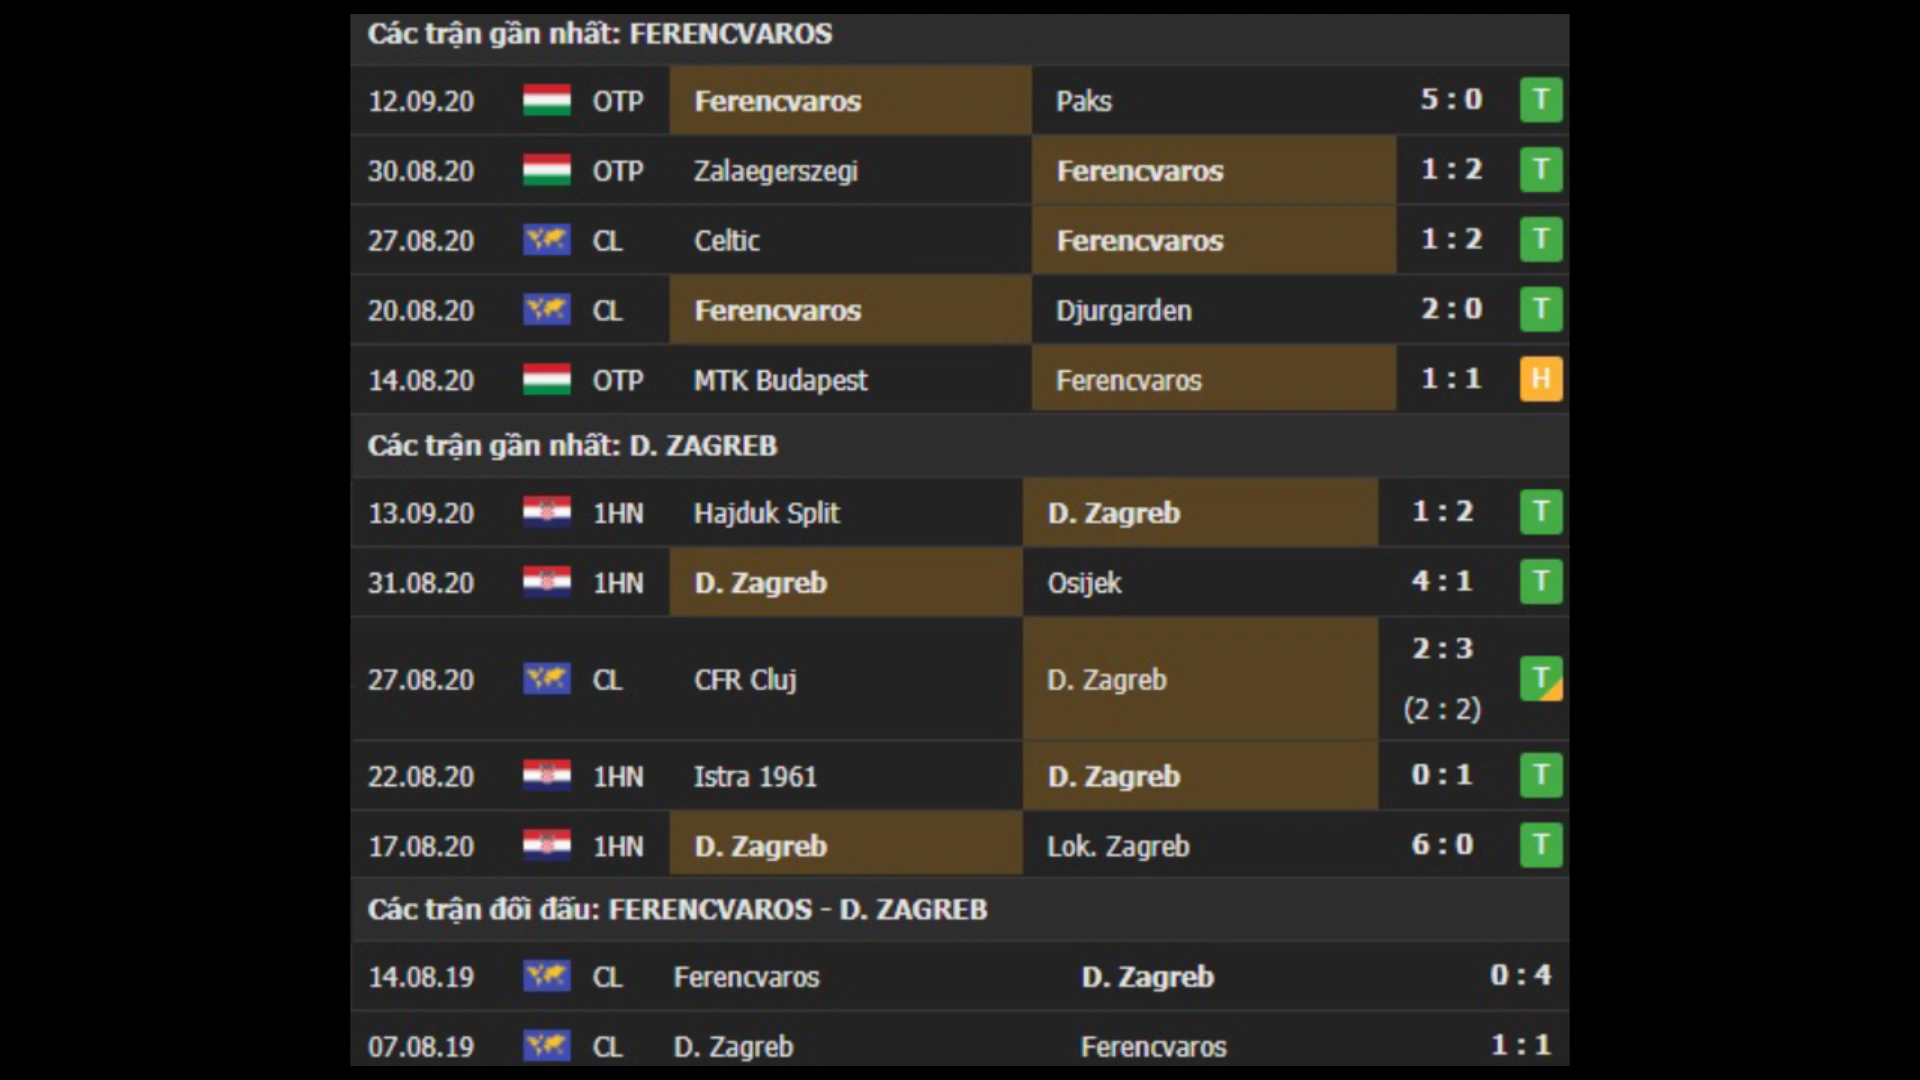 Các trận gần nhất: FERENCVAROS
12.09.20 OTP Ferencvaros Paks 5 : 0 T
30.08.20 OTP Zalaegerszegi Ferencvaros 1 : 2 T
27.08.20 CL Celtic Ferencvaros 1 : 2 T
20.08.20 CL Ferencvaros Djurgarden 2 : 0 T
14.08.20 OTP MTK Budapest Ferencvaros 1 : 1 H
Các trận gần nhất: D. ZAGREB
13.09.20 1HN Hajduk Split D. Zagreb 1 : 2 T
31.08.20 1HN D. Zagreb Osijek 4 : 1 T
27.08.20 CL CFR Cluj D. Zagreb 2 : 3 T
(2 : 2)
22.08.20 1HN Istra 1961 D. Zagreb 0 : 1 T
17.08.20 1HN D. Zagreb Lok. Zagreb 6 : 0 T
Các trận đối đầu: FERENCVAROS - D. ZAGREB
14.08.19 CL Ferencvaros D. Zagreb 0 : 4
07.08.19 CL D. Zagreb Ferencvaros 1 : 1